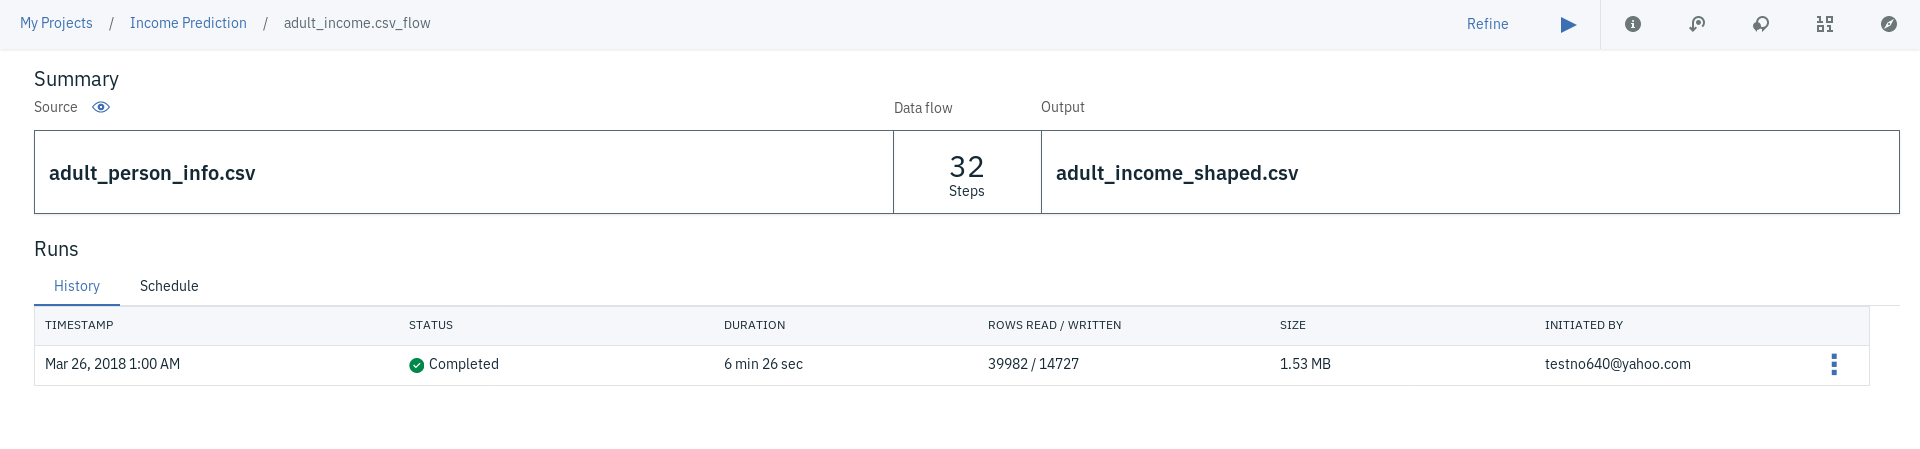 My Projects / Income Prediction / adult_income.csv_flow Refine
Summary
Source Data flow Output
adult_person_info.csv 32 Steps adult_income_shaped.csv
Runs
History Schedule
TIMESTAMP STATUS DURATION ROWS READ / WRITTEN SIZE INITIATED BY
Mar 26, 2018 1:00 AM Completed 6 min 26 sec 39982 / 14727 1.53 MB testno640@yahoo.com